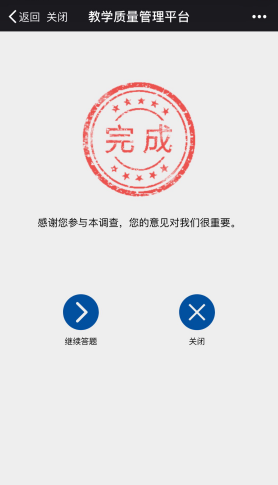 返回 关闭 教学质量管理平台
完成
感谢您参与本调查，您的意见对我们很重要。
继续答题 关闭